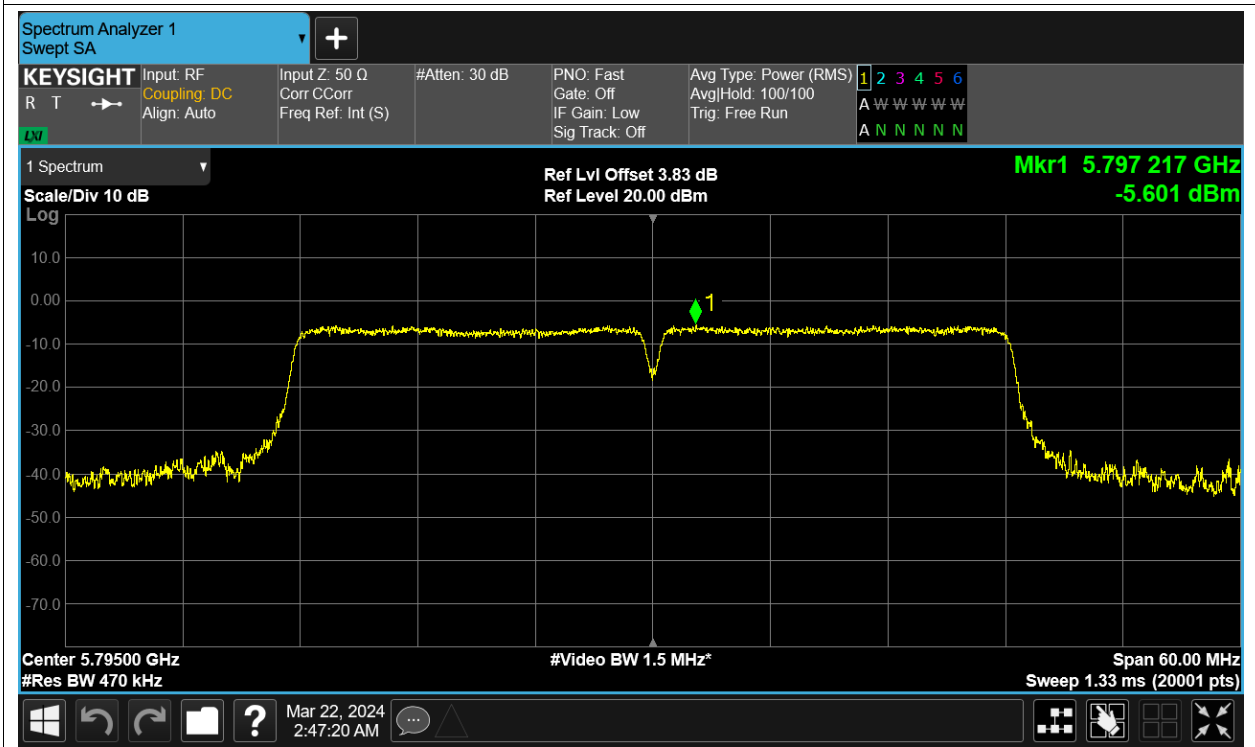 Spectrum Analyzer 1
Swept SA
KEYSIGHT
R T
LXI
Input: RF
Coupling: DC
Align: Auto
Input Z: 50 Ω
Corr CCorr
Freq Ref: Int (S)
#Atten: 30 dB
PNO: Fast
Gate: Off
IF Gain: Low
Sig Track: Off
Avg Type: Power (RMS)
Avg|Hold: 100/100
Trig: Free Run
1 2 3 4 5 6
A W W W W W
A N N N N N
1 Spectrum
Scale/Div 10 dB
Log
Ref Lvl Offset 3.83 dB
Ref Level 20.00 dBm
Mkr1 5.797 217 GHz
-5.601 dBm
10.0
0.00
1
-10.0
-20.0
-30.0
-40.0
-50.0
-60.0
-70.0
Center 5.79500 GHz
#Res BW 470 kHz
#Video BW 1.5 MHz*
Span 60.00 MHz
Sweep 1.33 ms (20001 pts)
?
Mar 22, 2024
2:47:20 AM